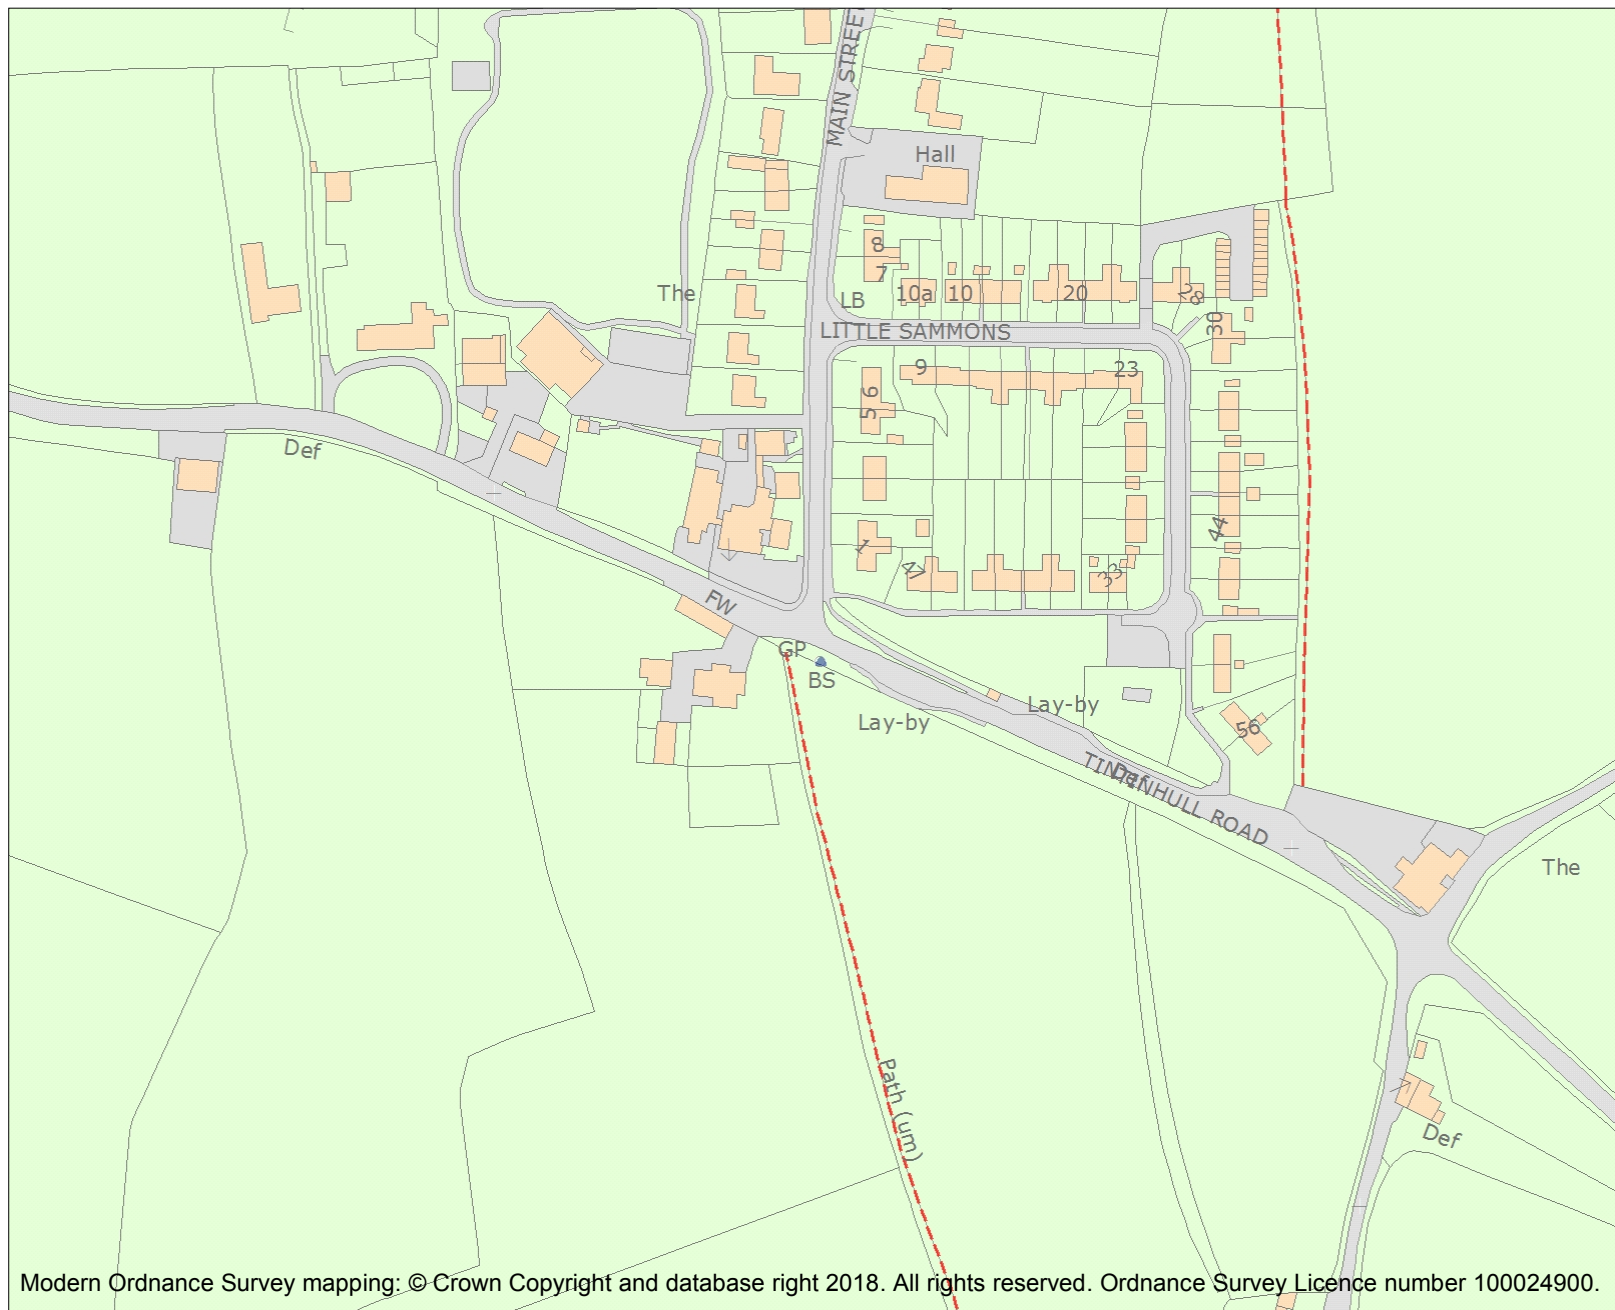 MAIN STREET
Hall
8
7
The
LB
10a
10
20
28
30
LITTLE SAMMONS
9
23
5 6
Def
44
1
47
33
FW
GP
BS
Lay-by
Lay-by
56
Def
TINTINHULL ROAD
The
Path (um)
Def
Modern Ordnance Survey mapping: © Crown Copyright and database right 2018. All rights reserved. Ordnance Survey Licence number 100024900.